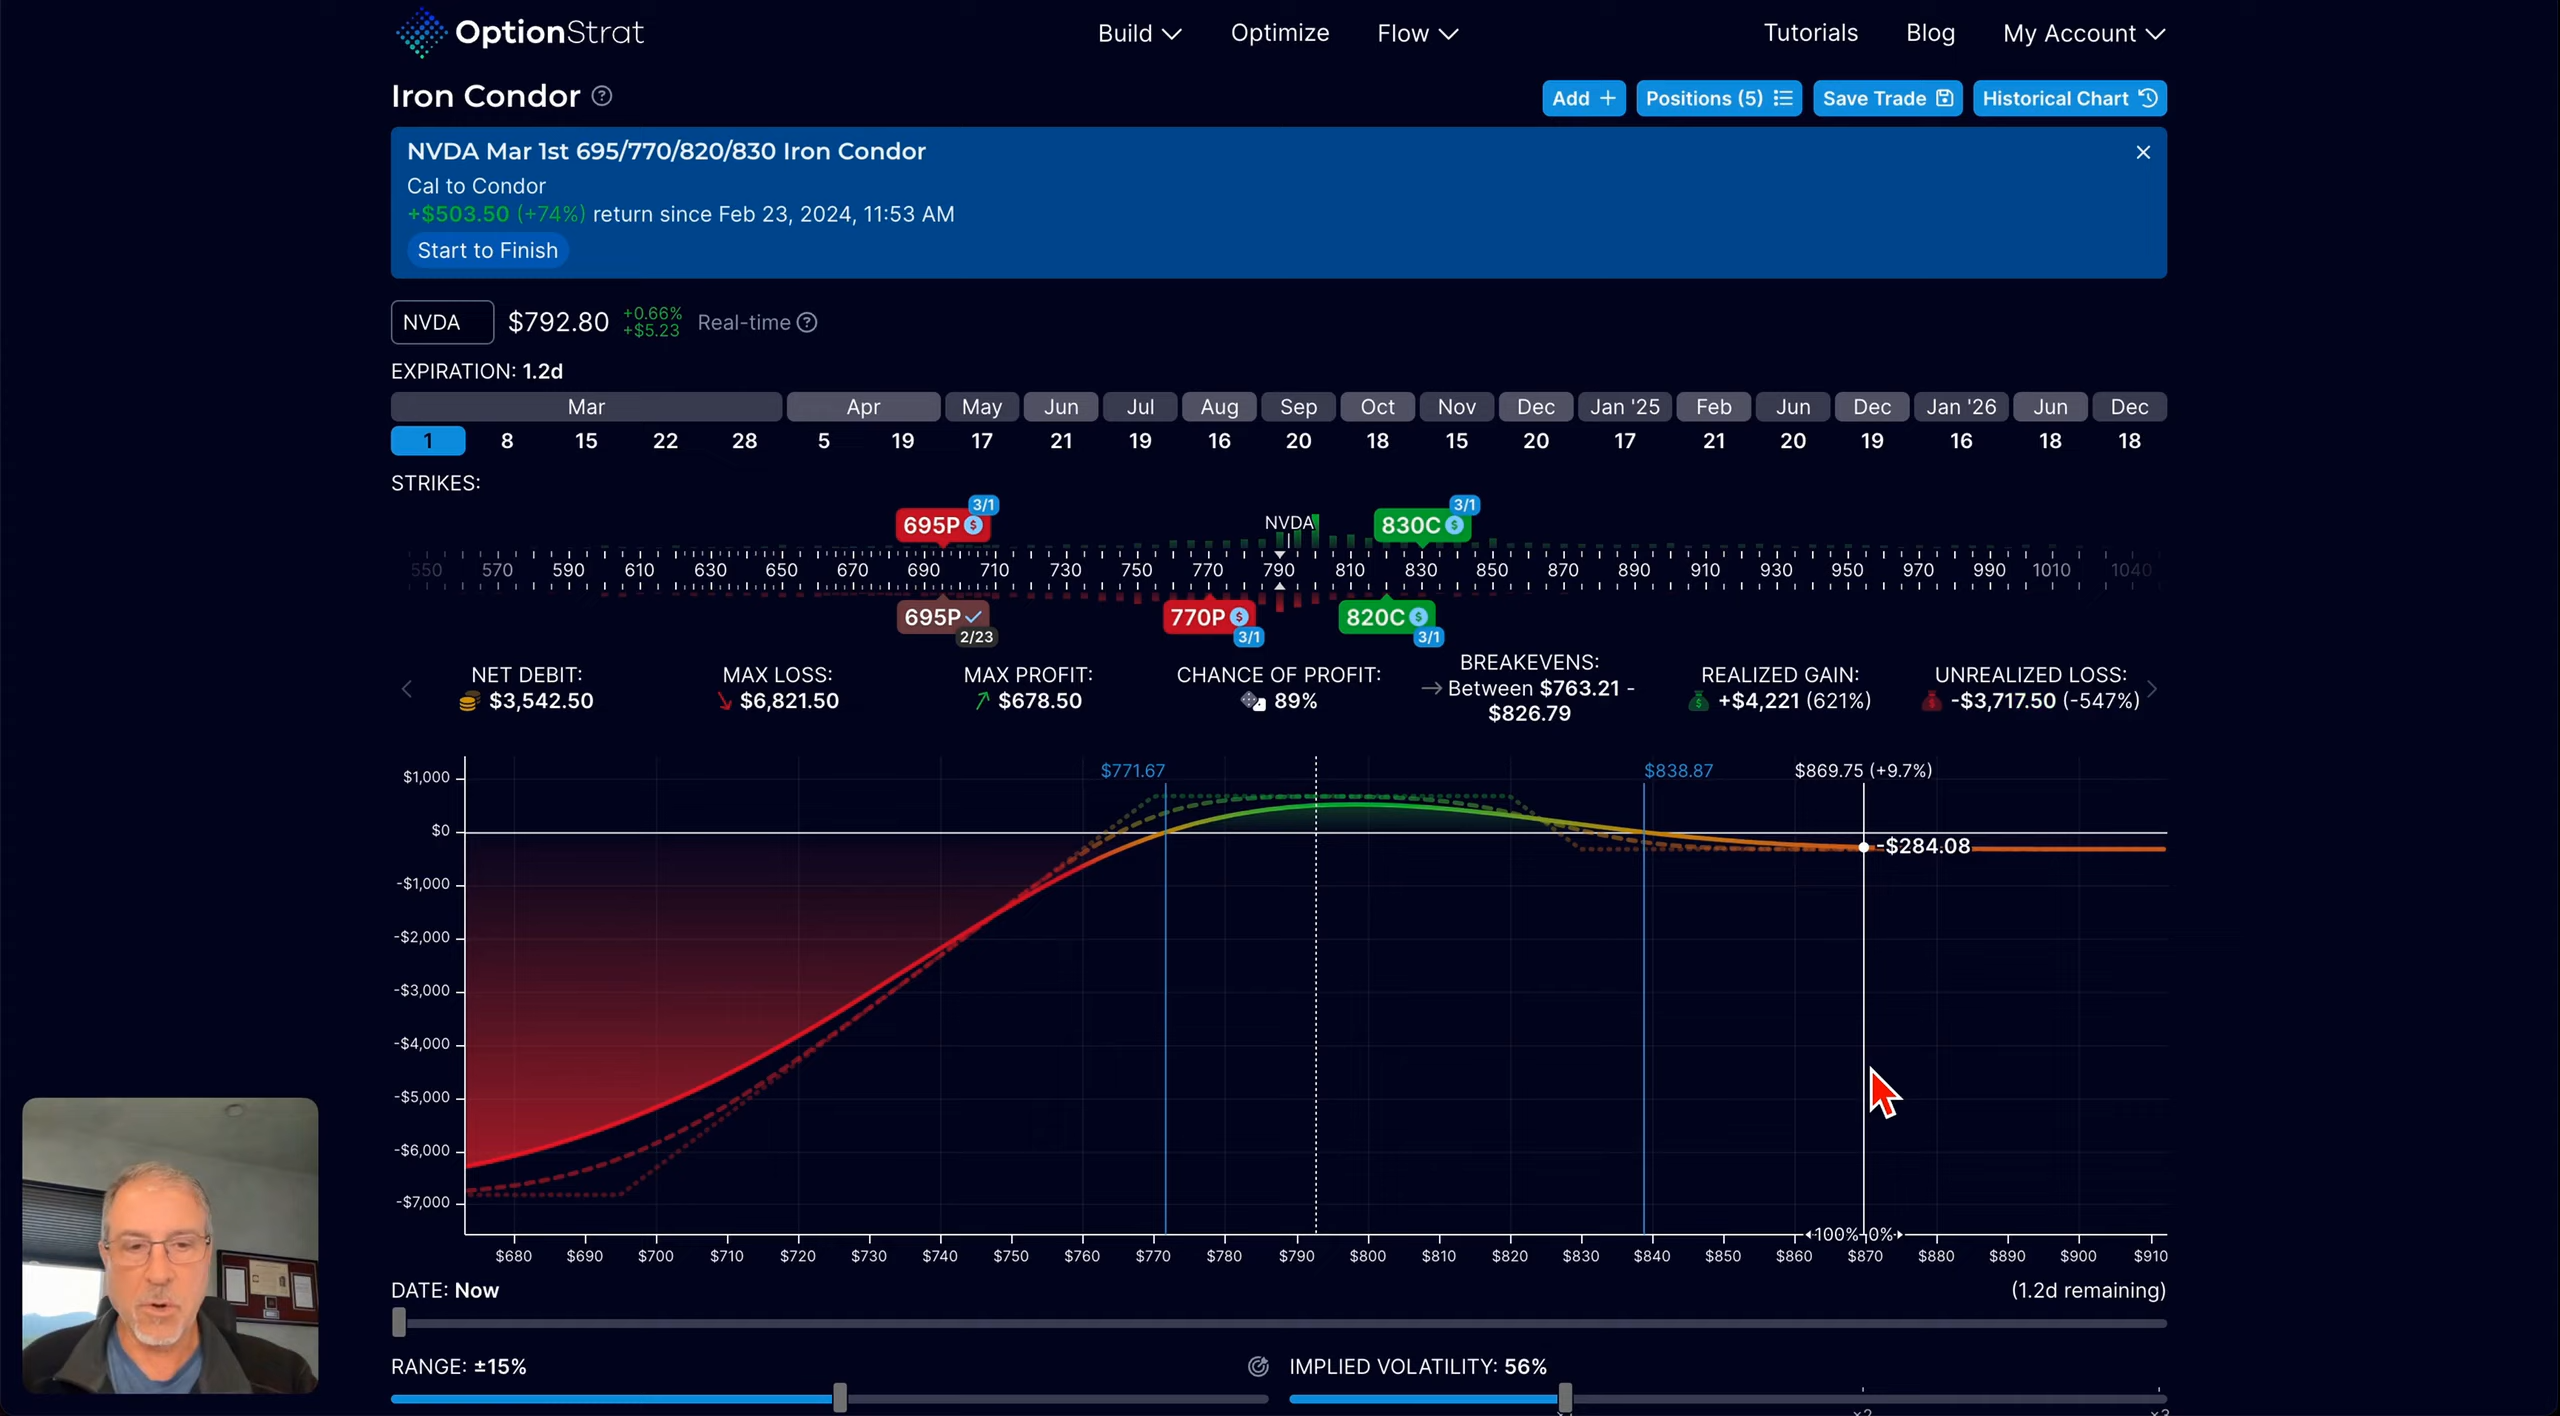 OptionStrat
Build
Optimize
Flow
Tutorials
Blog
My Account
Iron Condor
Add +
Positions (5)
Save Trade
Historical Chart
NVDA Mar 1st 695/770/820/830 Iron Condor
Cal to Condor
+$503.50 (+74%) return since Feb 23, 2024, 11:53 AM
Start to Finish
NVDA
$792.80
+0.66%
+$5.23
Real-time
EXPIRATION: 1.2d
Mar Apr May Jun Jul Aug Sep Oct Nov Dec Jan '25 Feb Jun Dec Jan '26 Jun Dec
1 8 15 22 28 5 19 17 21 19 16 20 18 15 20 17 21 20 19 16 18 18
STRIKES:
3/1 3/1
695P NVDA 830C
550 570 590 610 630 650 670 690 710 730 750 770 790 810 830 850 870 890 910 930 950 970 990 1010 1040
695P 770P 820C
2/23 3/1 3/1
NET DEBIT:
$3,542.50
MAX LOSS:
$6,821.50
MAX PROFIT:
$678.50
CHANCE OF PROFIT:
89%
BREAKEVENS:
Between $763.21 -
$826.79
REALIZED GAIN:
+$4,221 (621%)
UNREALIZED LOSS:
-$3,717.50 (-547%)
$771.67 $838.87 $869.75 (+9.7%)
$1,000
$0
-$284.08
-$1,000
-$2,000
-$3,000
-$4,000
-$5,000
-$6,000
-$7,000
100% 0%
$680 $690 $700 $710 $720 $730 $740 $750 $760 $770 $780 $790 $800 $810 $820 $830 $840 $850 $860 $870 $880 $890 $900 $910
DATE: Now
(1.2d remaining)
RANGE: ±15%
IMPLIED VOLATILITY: 56%